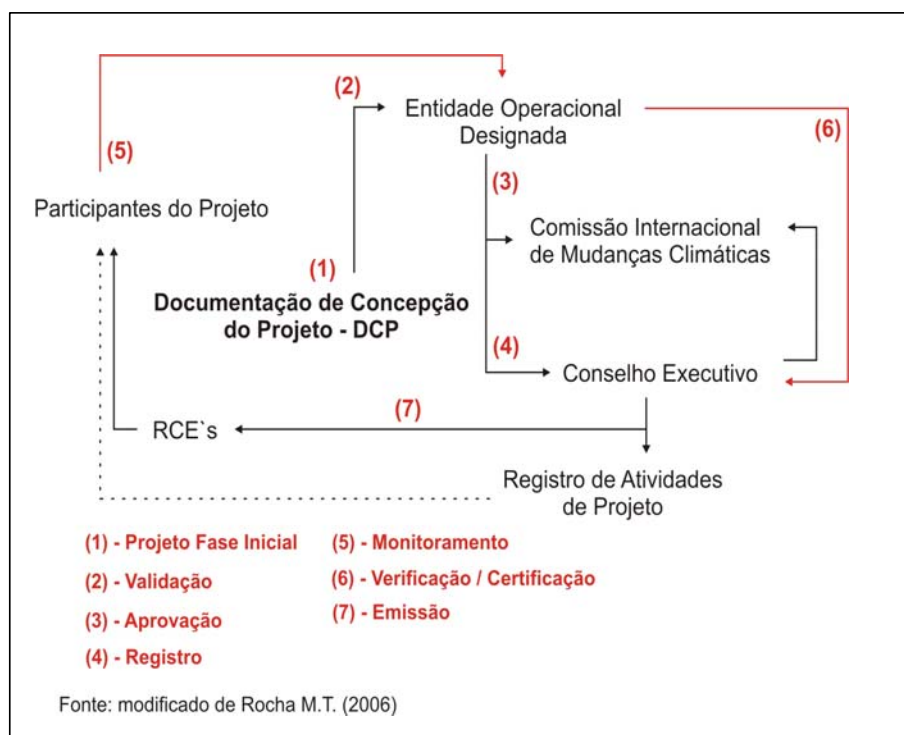 (2)
Entidade Operacional
Designada
(6)
(5)
(3)
Participantes do Projeto
Comissão Internacional
de Mudanças Climáticas
(1)
Documentação de Concepção
do Projeto - DCP
(4)
Conselho Executivo
(7)
RCE`s
Registro de Atividades
de Projeto
(1) - Projeto Fase Inicial
(2) - Validação
(3) - Aprovação
(4) - Registro
(5) - Monitoramento
(6) - Verificação / Certificação
(7) - Emissão
Fonte: modificado de Rocha M.T. (2006)